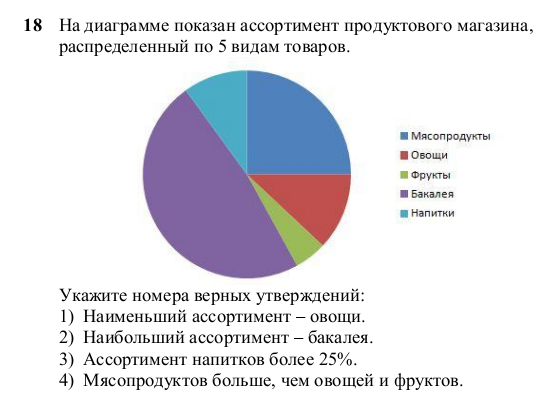 18 На диаграмме показан ассортимент продуктового магазина,
распределенный по 5 видам товаров.
Мясопродукты
Овощи
Фрукты
Бакалея
Напитки
Укажите номера верных утверждений:
1) Наименьший ассортимент – овощи.
2) Наибольший ассортимент – бакалея.
3) Ассортимент напитков более 25%.
4) Мясопродуктов больше, чем овощей и фруктов.